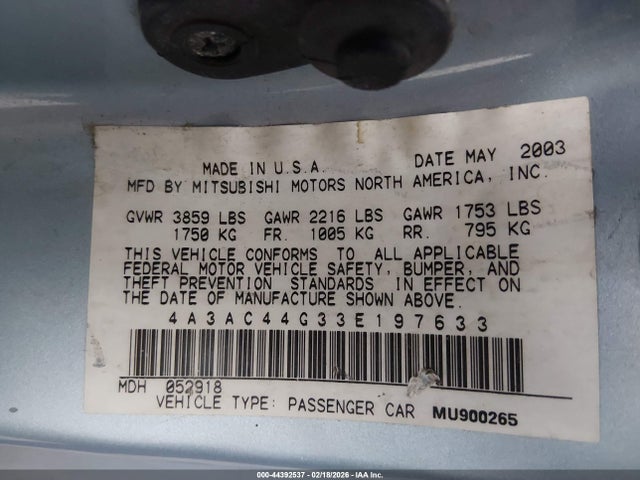 MADE IN U.S.A. DATE MAY 2003
MFD BY MITSUBISHI MOTORS NORTH AMERICA, INC.
GVWR 3859 LBS GAWR 2216 LBS GAWR 1753 LBS
1750 KG FR. 1005 KG RR. 795 KG
THIS VEHICLE CONFORMS TO ALL APPLICABLE
FEDERAL MOTOR VEHICLE SAFETY, BUMPER, AND
THEFT PREVENTION STANDARDS IN EFFECT ON
THE DATE OF MANUFACTURE SHOWN ABOVE.
4A3AC44G33E197633
MDH 052918
VEHICLE TYPE: PASSENGER CAR MU900265
000-44392537 - 02/18/2026 - IAAI.COM